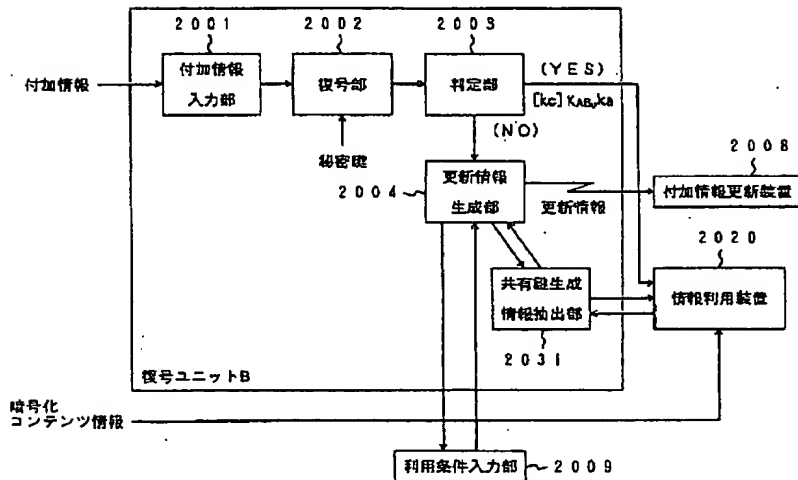 2001
2002
2003
付加情報
付加情報
入力部
復号部
判定部
(YES)
[kc]KAB,ka
(NO)
秘密鍵
2004
更新情報
生成部
更新情報
2008
付加情報更新装置
2020
情報利用装置
共有鍵生成
情報抽出部
2031
復号ユニットB
暗号化
コンテンツ情報
利用条件入力部
2009